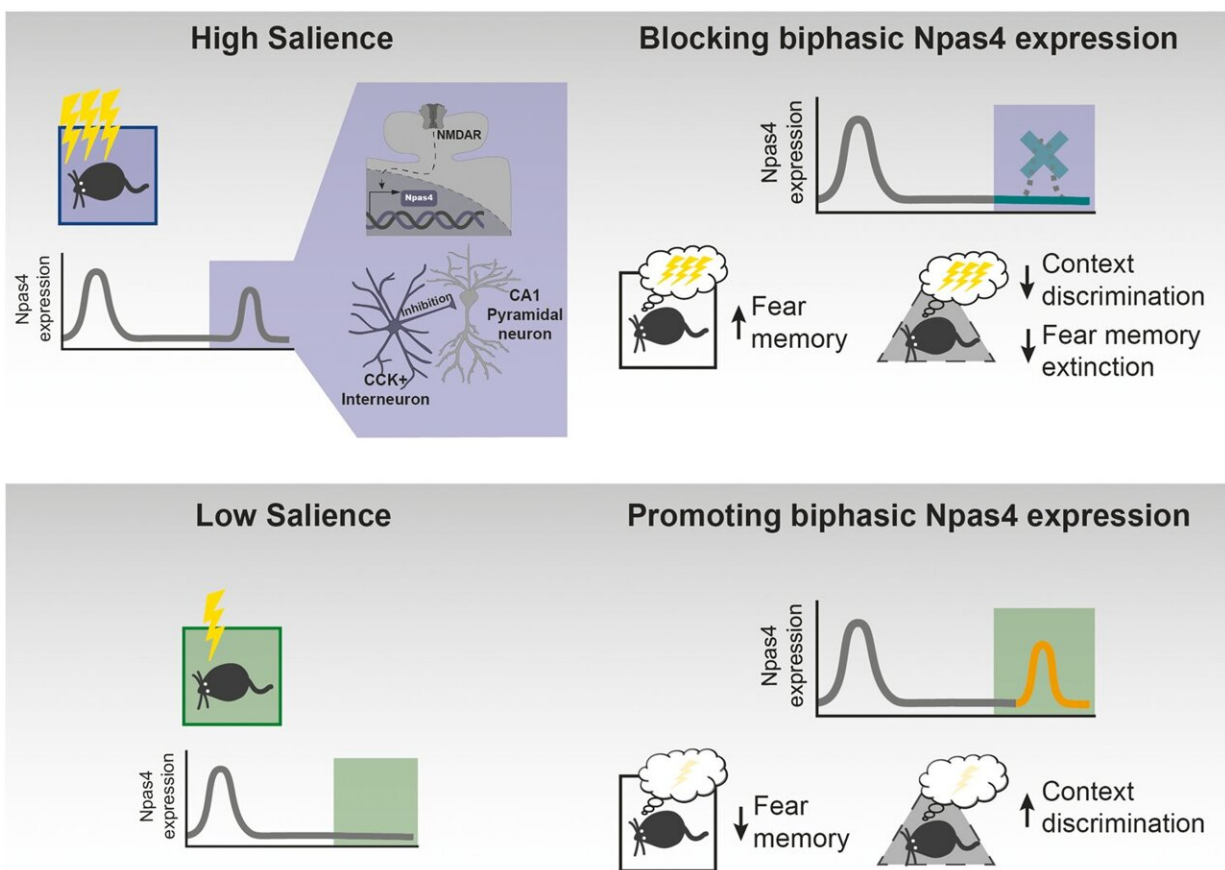 High Salience
NMDAR
Npas4
Npas4
expression
Inhibition
CA1
Pyramidal
neuron
CCK+
Interneuron
Blocking biphasic Npas4 expression
Npas4
expression
Fear
memory
Context
discrimination
Fear memory
extinction
Low Salience
Npas4
expression
Promoting biphasic Npas4 expression
Npas4
expression
Fear
memory
Context
discrimination